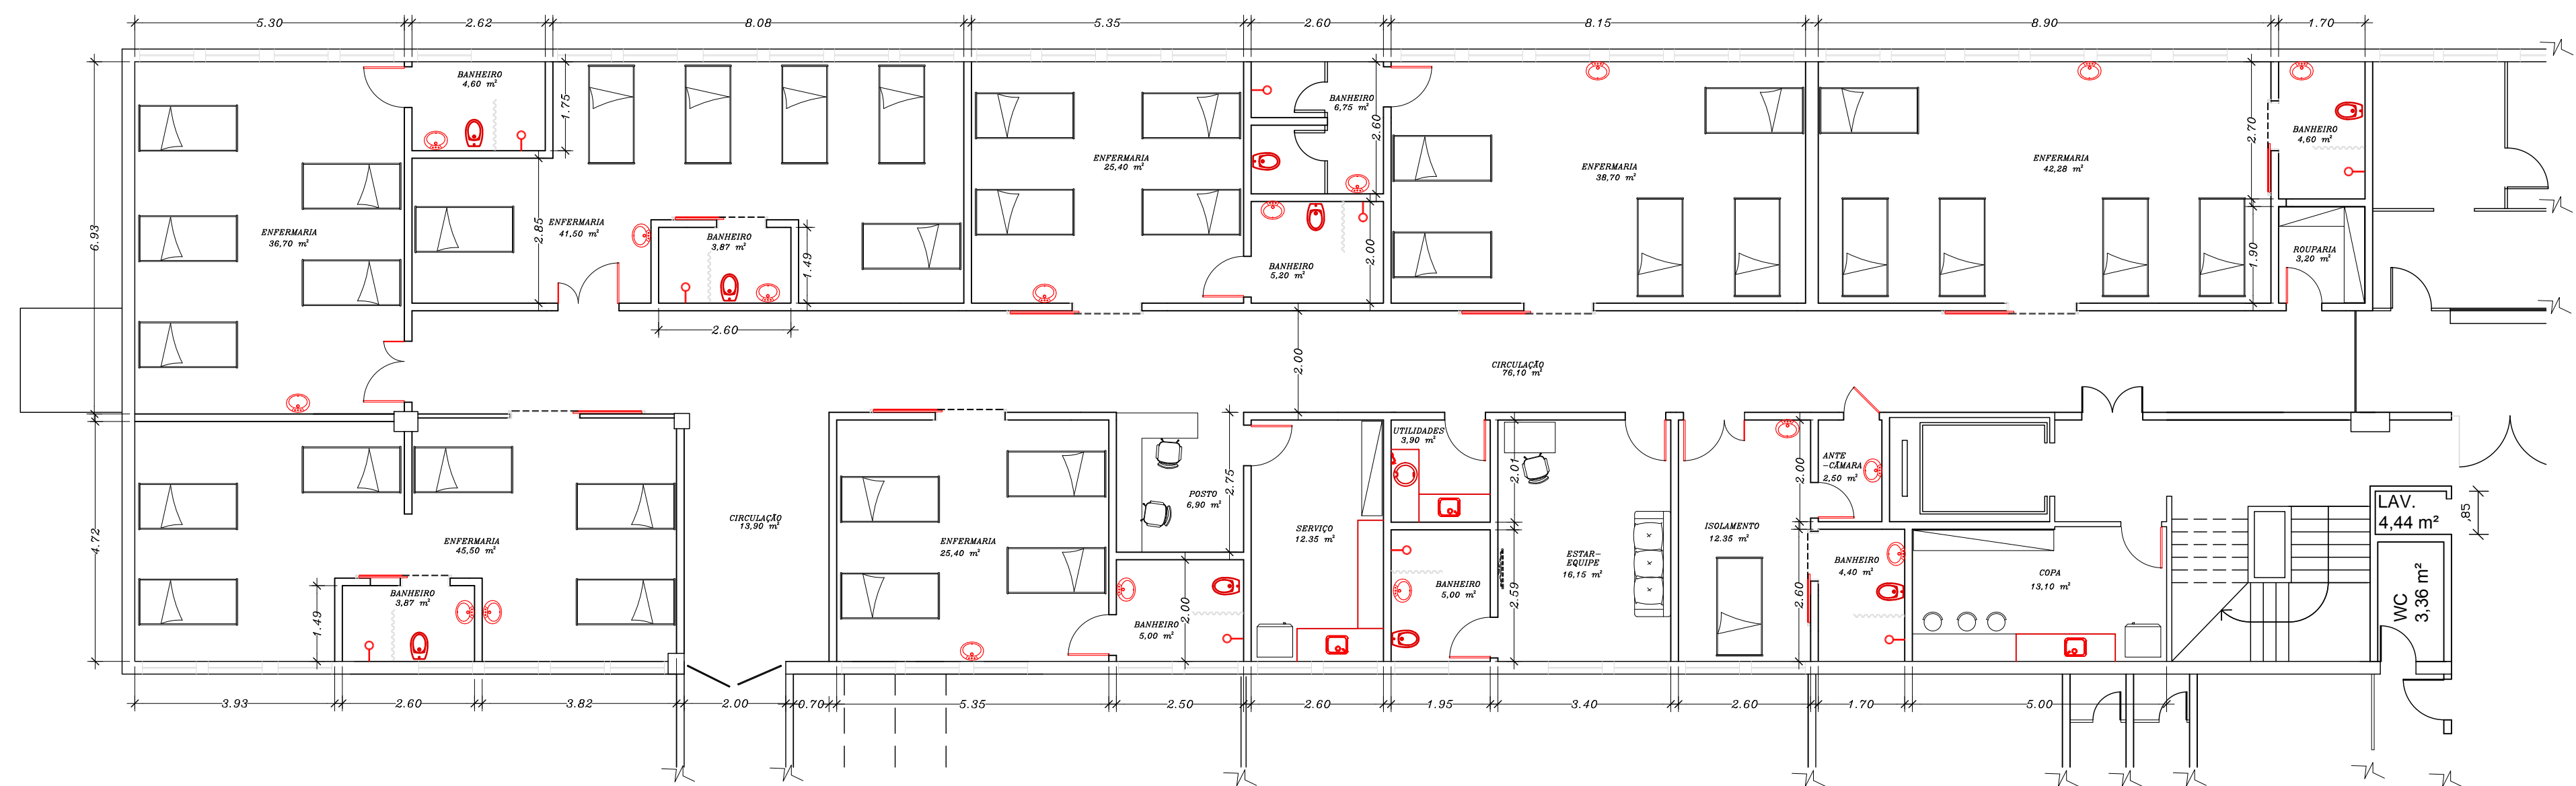 5.30
2.62
8.08
5.35
2.60
8.15
8.90
1.70
BANHEIRO
4,60 m²
1.75
BANHEIRO
6,75 m²
2.60
2.70
BANHEIRO
4,60 m²
ENFERMARIA
25,40 m²
ENFERMARIA
38,70 m²
ENFERMARIA
42,28 m²
6.93
ENFERMARIA
36,70 m²
2.85
ENFERMARIA
41,50 m²
BANHEIRO
3,87 m²
1.49
2.60
BANHEIRO
5,20 m²
2.00
1.90
ROUPARIA
3,20 m²
2.00
CIRCULAÇÃO
76,10 m²
4.72
ENFERMARIA
45,50 m²
BANHEIRO
3,87 m²
1.49
CIRCULAÇÃO
13,90 m²
ENFERMARIA
25,40 m²
POSTO
6,90 m²
2.75
BANHEIRO
5,00 m²
2.00
SERVIÇO
12.35 m²
UTILIDADES
3,90 m²
2.01
BANHEIRO
5,00 m²
2.59
ESTAR-
EQUIPE
16,15 m²
ISOLAMENTO
12.35 m²
2.00
2.60
ANTE
-CÂMARA
2,50 m²
BANHEIRO
4,40 m²
COPA
13,10 m²
LAV.
4,44 m²
,85
WC
3,36 m²
3.93
2.60
3.82
2.00
0.70
5.35
2.50
2.60
1.95
3.40
2.60
1.70
5.00